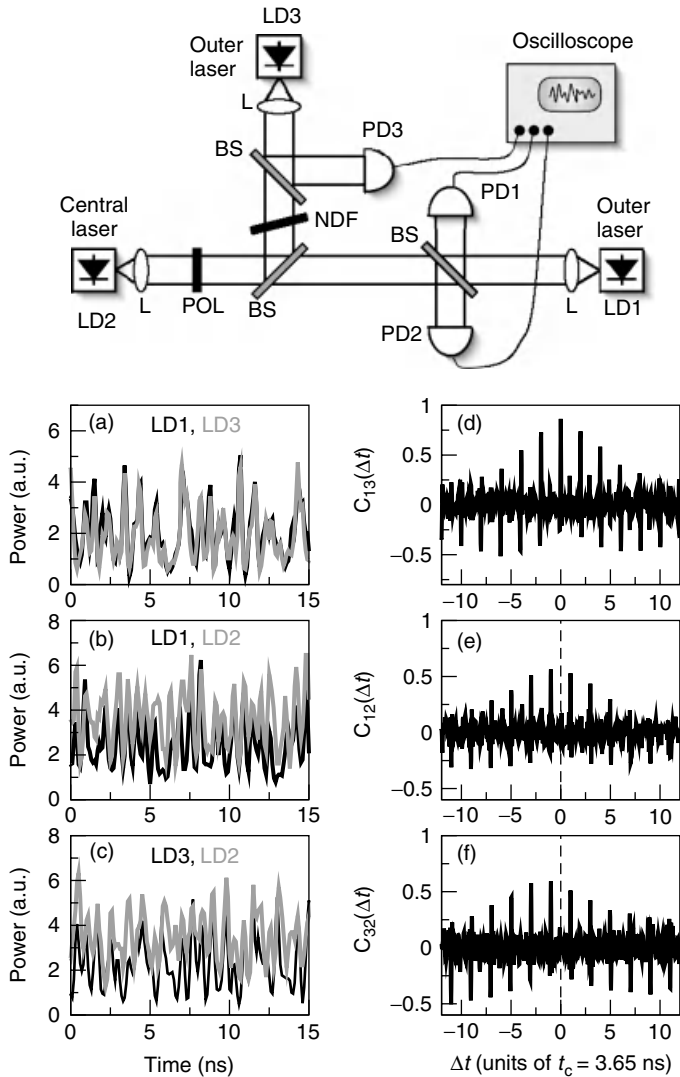 LD3
Outer
laser
L
Oscilloscope
BS
PD3
PD1
Central
laser
NDF
BS
Outer
laser
LD2
L
POL
BS
PD2
L
LD1
(a)
LD1, LD3
Power (a.u.)
6
4
2
0
0
5
10
15
(d)
C13(Δt)
1
0.5
0
−0.5
−10
−5
0
5
10
(b)
LD1, LD2
Power (a.u.)
8
6
4
2
0
0
5
10
15
(e)
C12(Δt)
1
0.5
0
−0.5
−10
−5
0
5
10
(c)
LD3, LD2
Power (a.u.)
8
6
4
2
0
0
5
10
15
Time (ns)
(f)
C32(Δt)
1
0.5
0
−0.5
−10
−5
0
5
10
Δt (units of tc = 3.65 ns)